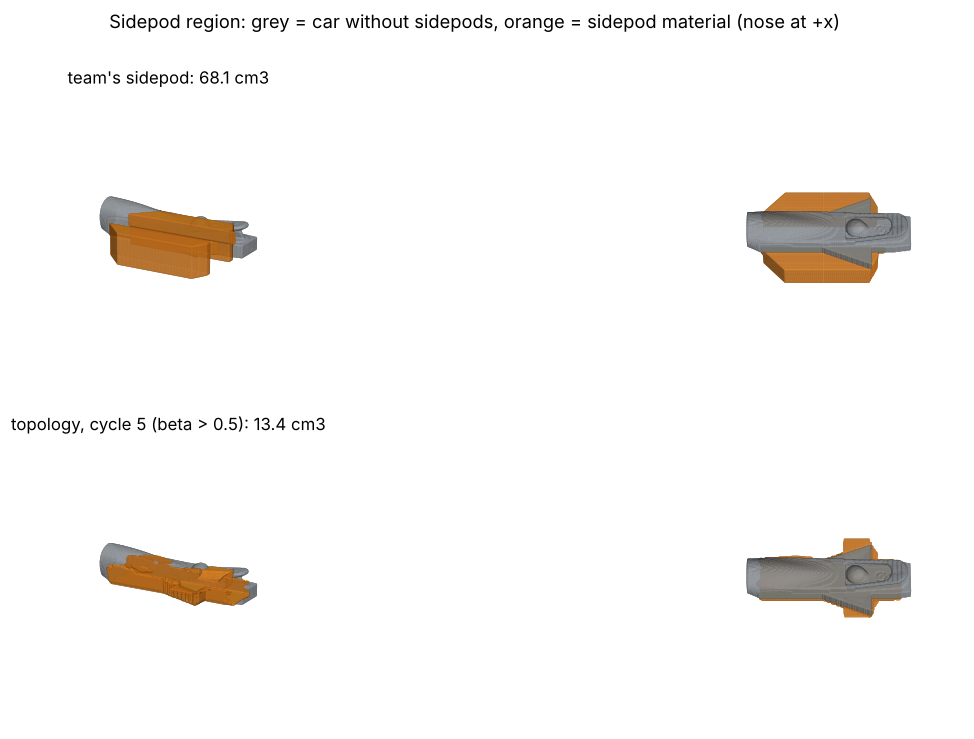 Sidepod region: grey = car without sidepods, orange = sidepod material (nose at +x)
team's sidepod: 68.1 cm3
topology, cycle 5 (beta > 0.5): 13.4 cm3